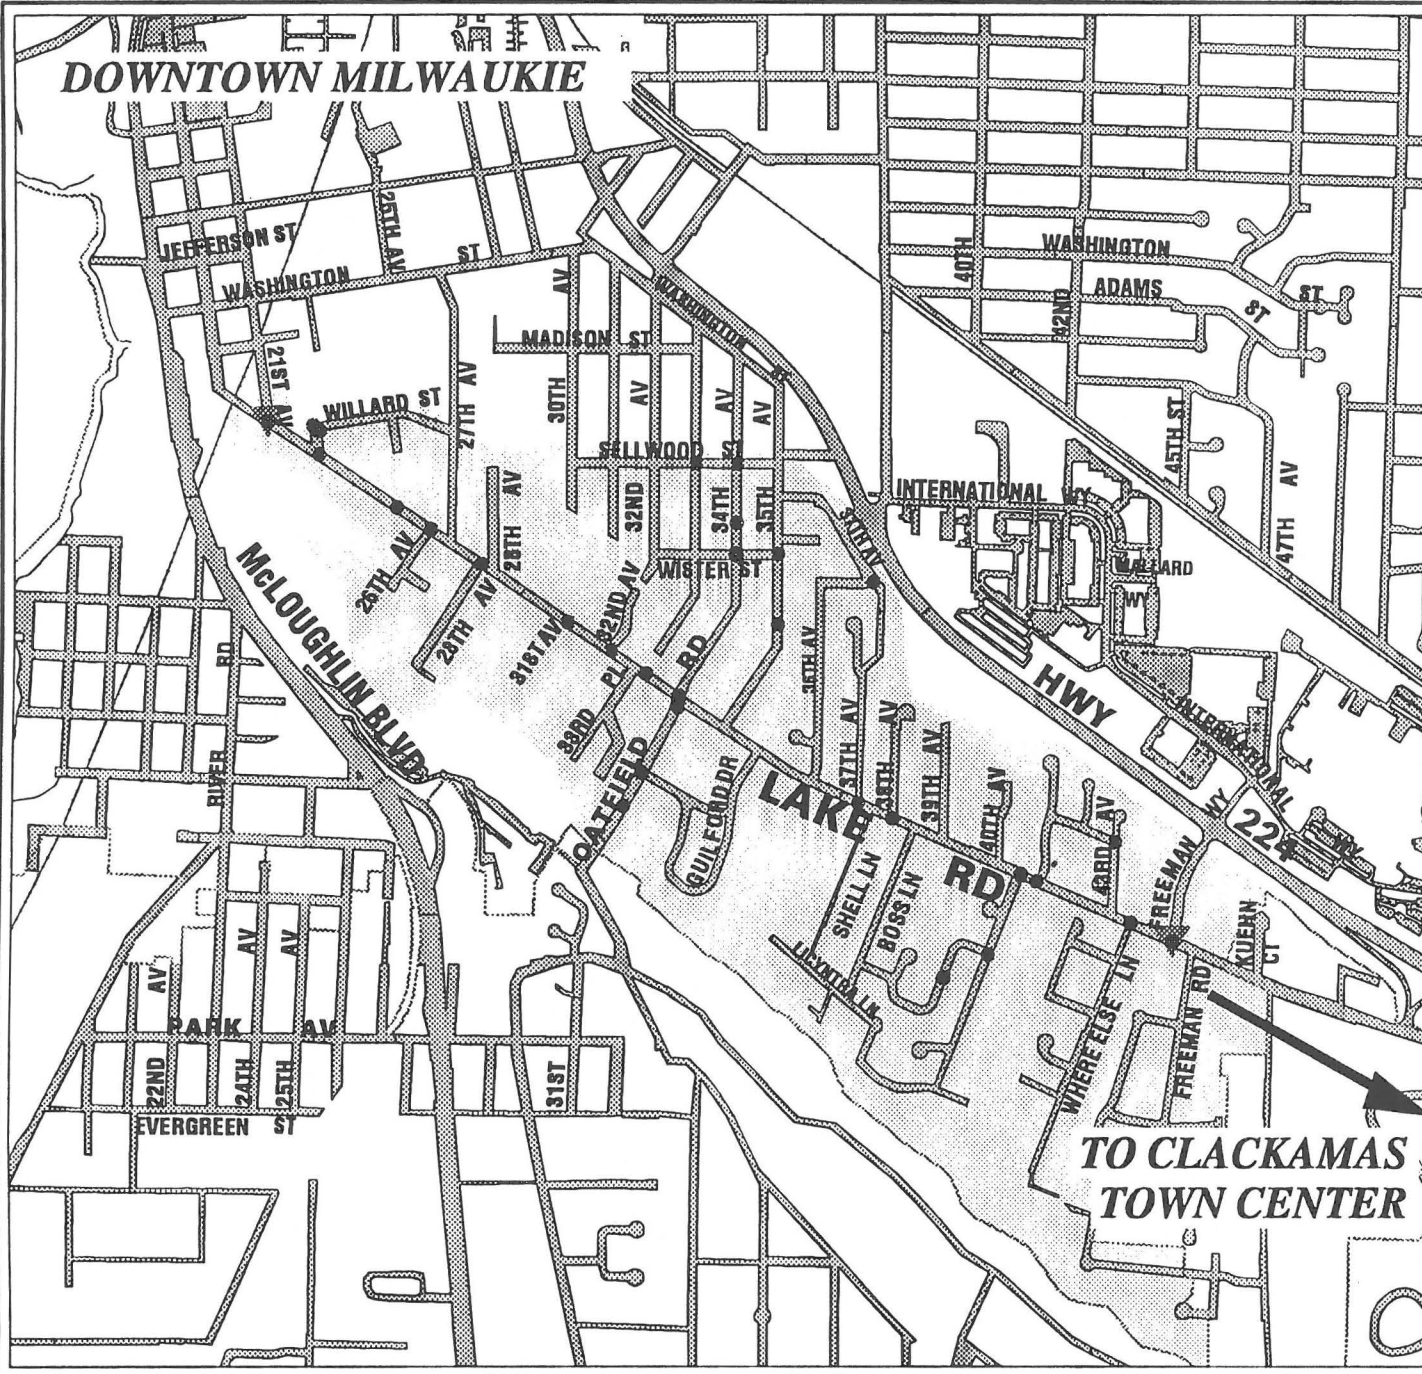 DOWNTOWN MILWAUKIE
JEFFERSON ST
25TH AV
WASHINGTON ST
WASHINGTON ST
40TH
WASHINGTON ST
ADAMS ST
42ND
MADISON ST
21ST AV
WILLARD ST
27TH AV
30TH AV
32ND AV
34TH AV
35TH AV
SELLWOOD ST
45TH ST
47TH AV
INTERNATIONAL WY
MALLARD WY
28TH AV
26TH AV
28TH AV
31ST AV
32ND AV
WISTER ST
33RD PL
OATFIELD RD
McLOUGHLIN BLVD
RIVER RD
36TH AV
37TH AV
38TH AV
39TH AV
40TH AV
43RD AV
HWY 224
INTERNATIONAL WY
FREEMAN WY
LAKE RD
GUILFORD DR
SHELL LN
BOSS LN
WHERE ELSE LN
FREEMAN RD
KUEHN CT
PARK AV
22ND AV
24TH AV
25TH AV
31ST
EVERGREEN ST
TO CLACKAMAS
TOWN CENTER